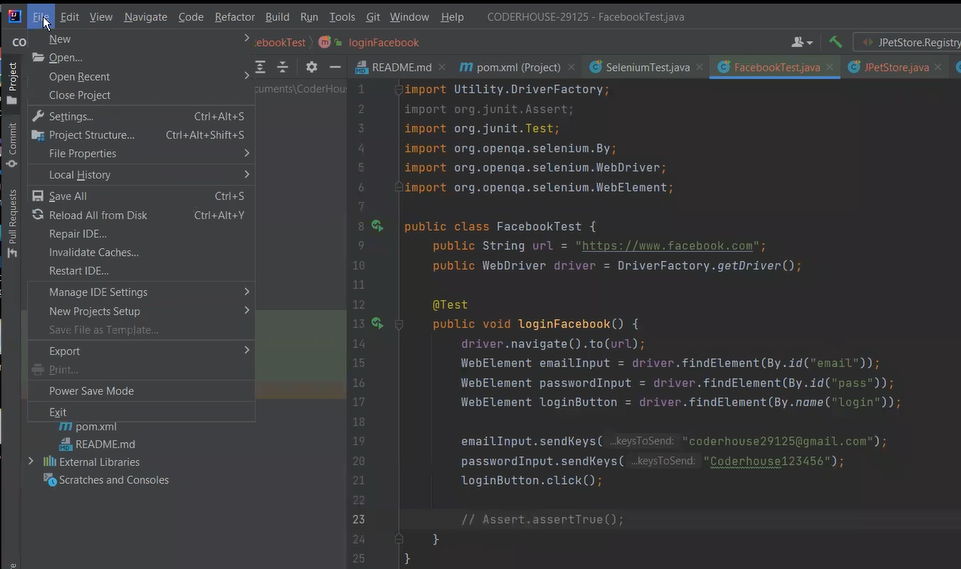 File Edit View Navigate Code Refactor Build Run Tools Git Window Help CODERHOUSE-29125 - FacebookTest.java
CO
cebookTest loginFacebook JPetStore.Registry
README.md pom.xml (Project) SeleniumTest.java FacebookTest.java JPetStore.java
Project
Commit
Pull Requests
New
Open...
Open Recent
Close Project
Settings... Ctrl+Alt+S
Project Structure... Ctrl+Alt+Shift+S
File Properties
Local History
Save All Ctrl+S
Reload All from Disk Ctrl+Alt+Y
Repair IDE...
Invalidate Caches...
Restart IDE...
Manage IDE Settings
New Projects Setup
Save File as Template...
Export
Print...
Power Save Mode
Exit
cuments\CoderHou
pom.xml
README.md
External Libraries
Scratches and Consoles
1 import Utility.DriverFactory;
2 import org.junit.Assert;
3 import org.junit.Test;
4 import org.openqa.selenium.By;
5 import org.openqa.selenium.WebDriver;
6 import org.openqa.selenium.WebElement;
7
8 public class FacebookTest {
9 public String url = "https://www.facebook.com";
10 public WebDriver driver = DriverFactory.getDriver();
11
12 @Test
13 public void loginFacebook() {
14 driver.navigate().to(url);
15 WebElement emailInput = driver.findElement(By.id("email"));
16 WebElement passwordInput = driver.findElement(By.id("pass"));
17 WebElement loginButton = driver.findElement(By.name("login"));
18
19 emailInput.sendKeys( ...keysToSend: "coderhouse29125@gmail.com");
20 passwordInput.sendKeys( ...keysToSend: "Coderhouse123456");
21 loginButton.click();
22
23 // Assert.assertTrue();
24 }
25 }